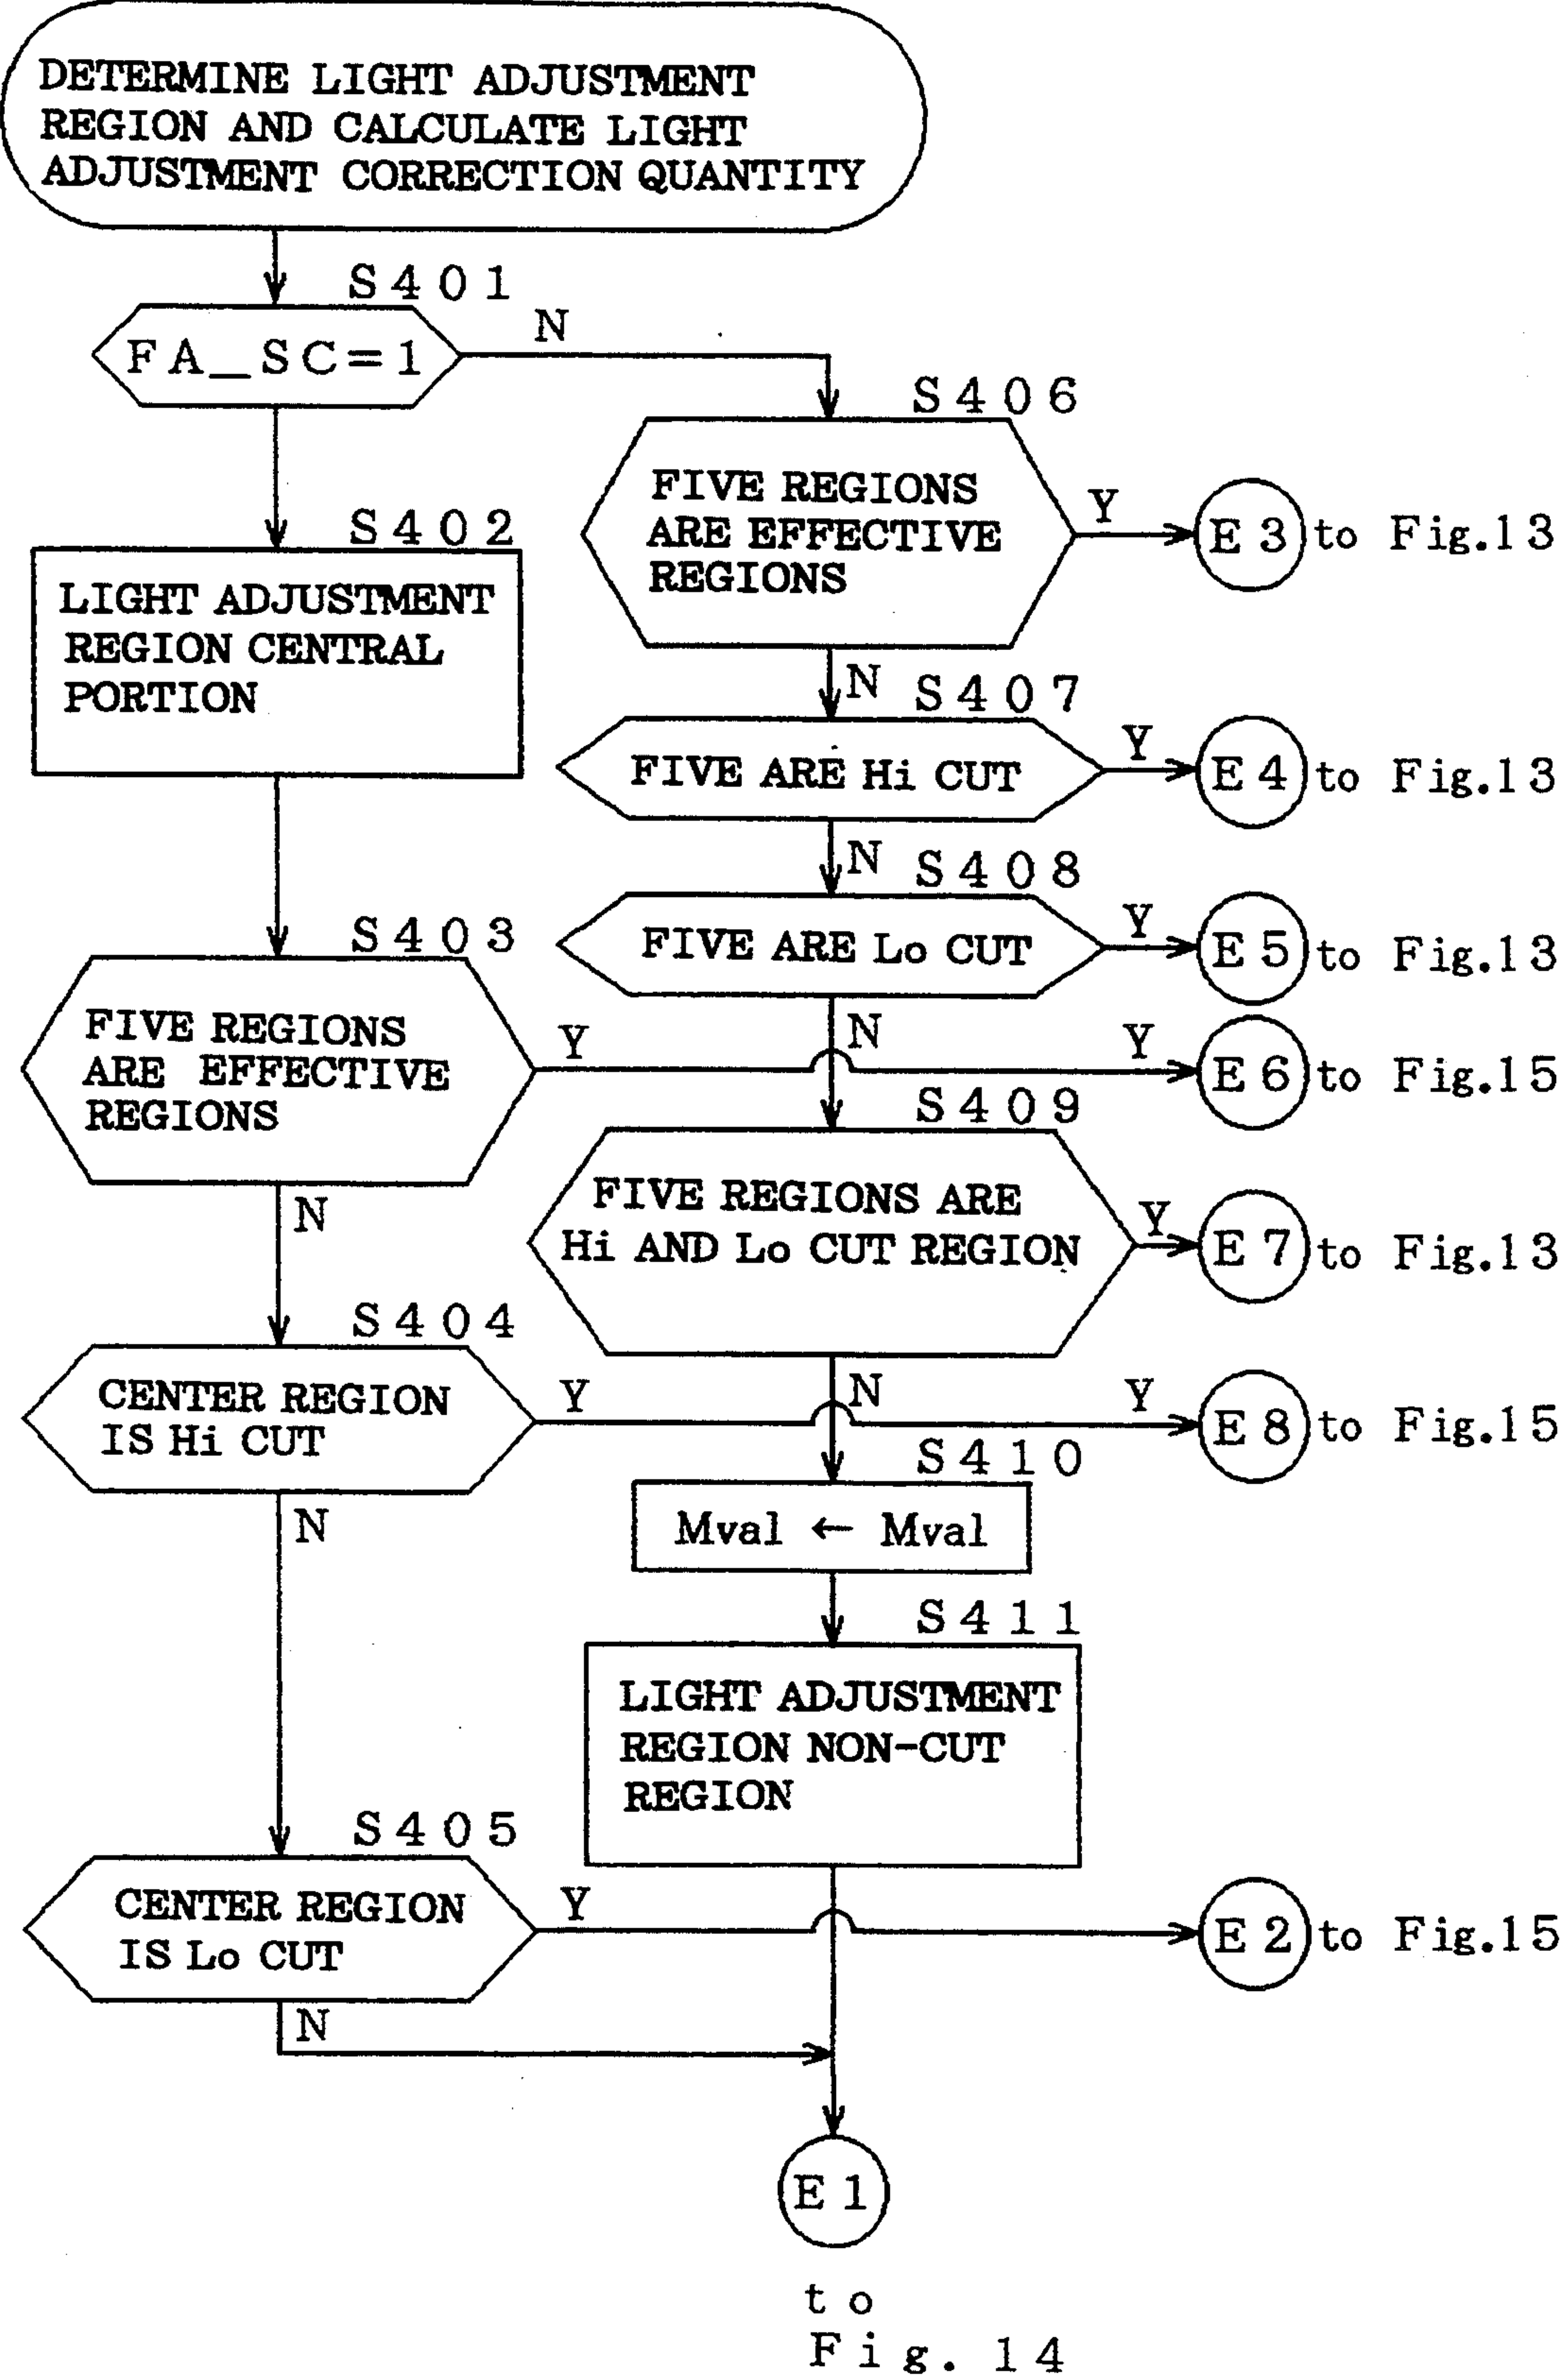 DETERMINE LIGHT ADJUSTMENT
REGION AND CALCULATE LIGHT
ADJUSTMENT CORRECTION QUANTITY
S401
FA_SC=1
N
S402
LIGHT ADJUSTMENT
REGION CENTRAL
PORTION
S403
FIVE REGIONS
ARE EFFECTIVE
REGIONS
Y
Y
E6 to Fig.15
N
S404
CENTER REGION
IS Hi CUT
Y
Y
E8 to Fig.15
N
S405
CENTER REGION
IS Lo CUT
Y
E2 to Fig.15
N
S406
FIVE REGIONS
ARE EFFECTIVE
REGIONS
Y
E3 to Fig.13
N
S407
FIVE ARE Hi CUT
Y
E4 to Fig.13
N
S408
FIVE ARE Lo CUT
Y
E5 to Fig.13
N
S409
FIVE REGIONS ARE
Hi AND Lo CUT REGION
Y
E7 to Fig.13
N
S410
Mval ← Mval
S411
LIGHT ADJUSTMENT
REGION NON-CUT
REGION
E1
to
Fig. 14